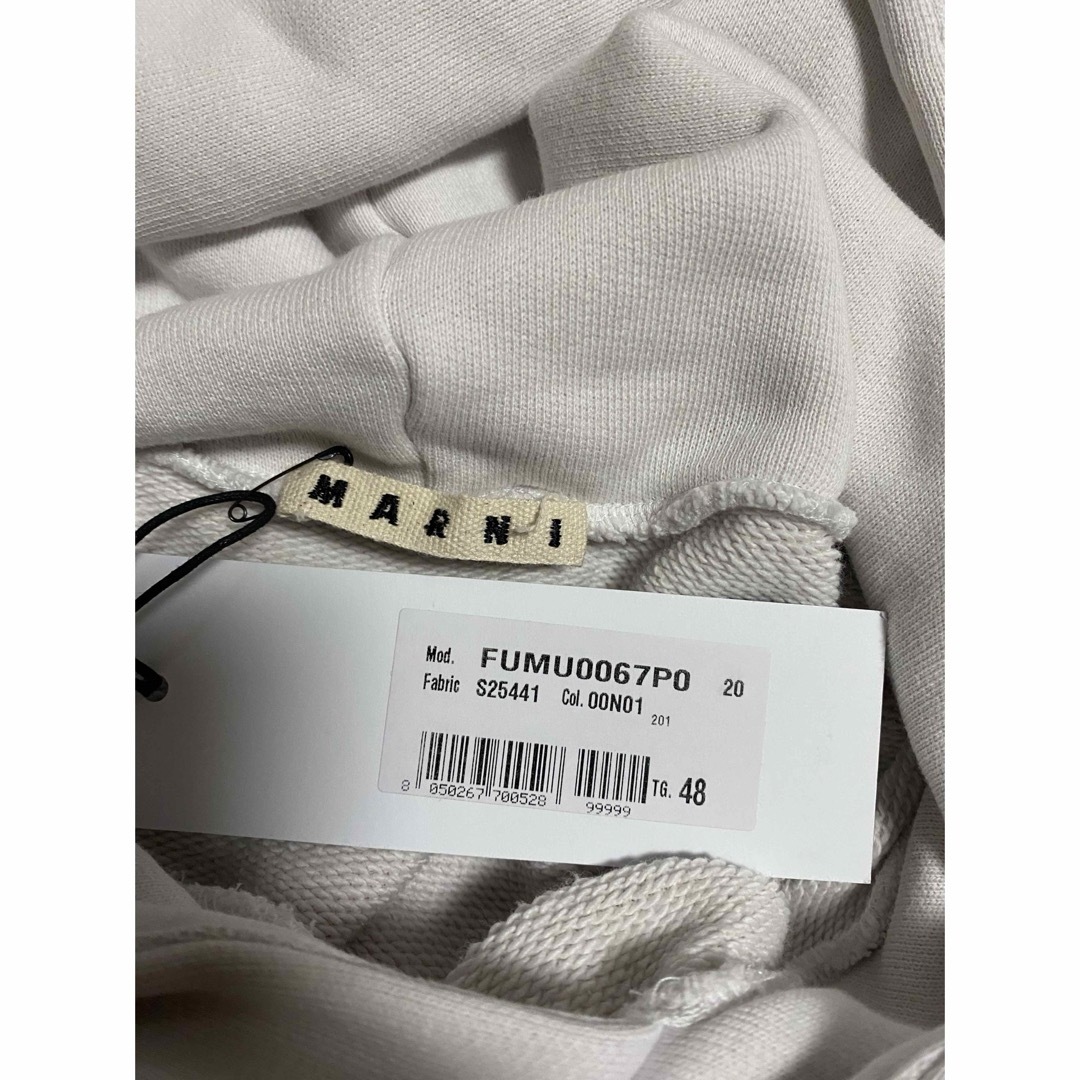 MARNI
Mod. FUMU0067P0 20
Fabric S25441 Col. 00N01 201
8 050267 700528 99999 TG. 48